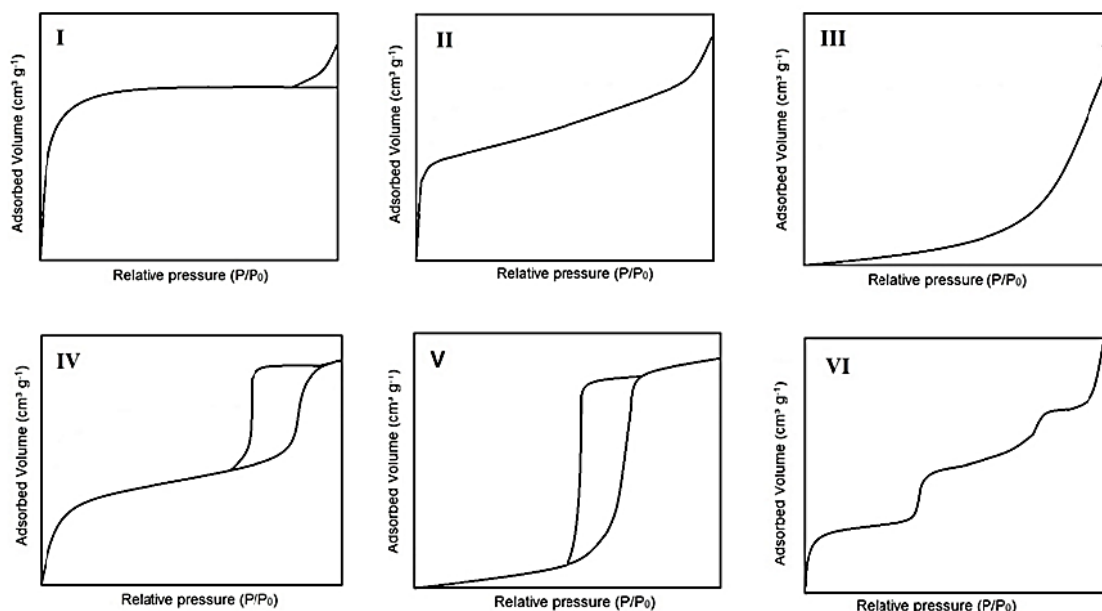 I
Adsorbed Volume (cm³ g⁻¹)
Relative pressure (P/P₀)
II
Adsorbed Volume (cm³ g⁻¹)
Relative pressure (P/P₀)
III
Adsorbed Volume (cm³ g⁻¹)
Relative pressure (P/P₀)
IV
Adsorbed Volume (cm³ g⁻¹)
Relative pressure (P/P₀)
V
Adsorbed Volume (cm³ g⁻¹)
Relative pressure (P/P₀)
VI
Adsorbed Volume (cm³ g⁻¹)
Relative pressure (P/P₀)